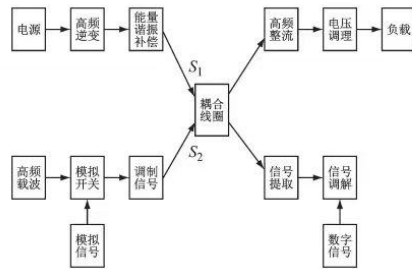 电源
高频
逆变
能量
谐振
补偿
S1
耦合
线圈
高频
整流
电压
调理
负载
高频
载波
模拟
开关
调制
信号
S2
信号
提取
信号
调解
模拟
信号
数字
信号